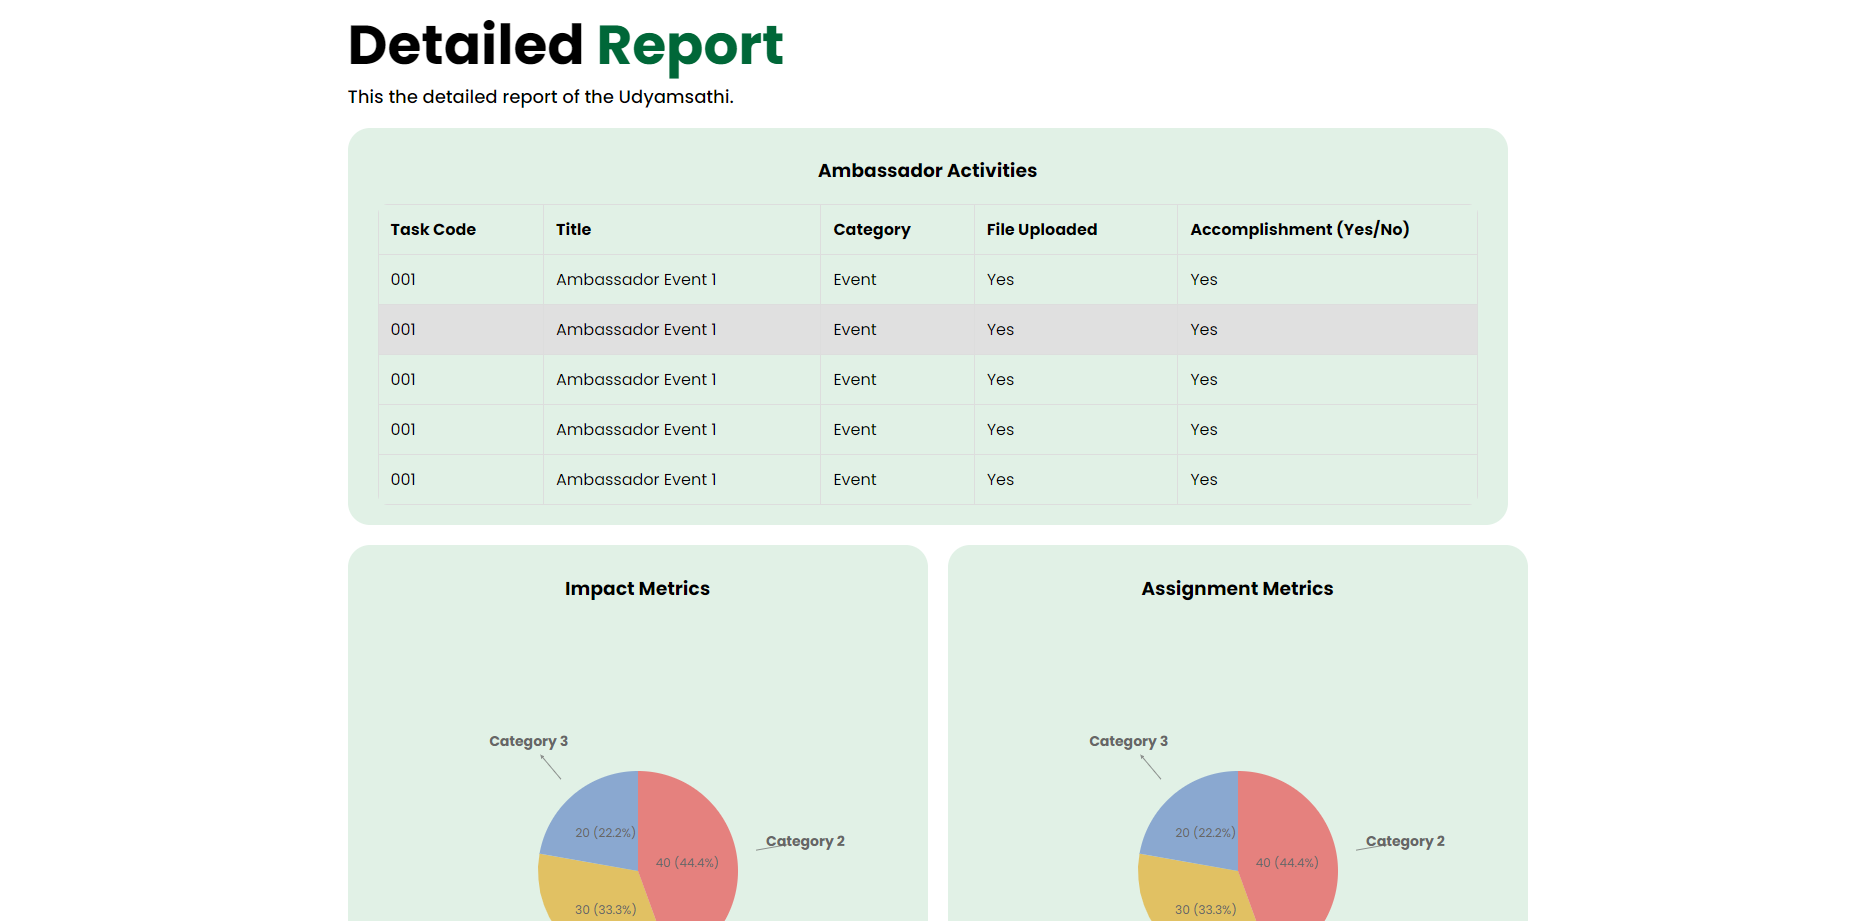 Detailed Report
This the detailed report of the Udyamsathi.
Ambassador Activities
Task Code Title Category File Uploaded Accomplishment (Yes/No)
001 Ambassador Event 1 Event Yes Yes
001 Ambassador Event 1 Event Yes Yes
001 Ambassador Event 1 Event Yes Yes
001 Ambassador Event 1 Event Yes Yes
001 Ambassador Event 1 Event Yes Yes
Impact Metrics
Category 3
20 (22.2%)
Category 2
40 (44.4%)
30 (33.3%)
Assignment Metrics
Category 3
20 (22.2%)
Category 2
40 (44.4%)
30 (33.3%)